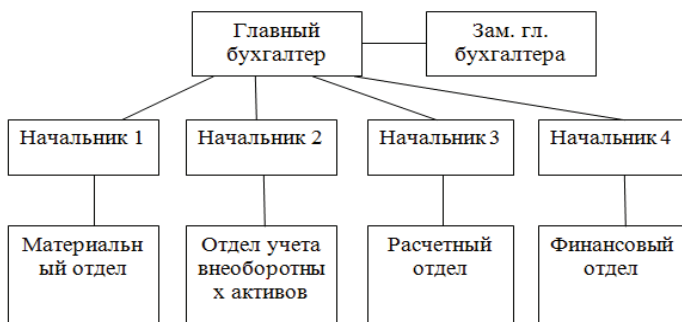 Главный
бухгалтер
Зам. гл.
бухгалтера
Начальник 1
Начальник 2
Начальник 3
Начальник 4
Материальн
ый отдел
Отдел учета
внеоборотны
х активов
Расчетный
отдел
Финансовый
отдел